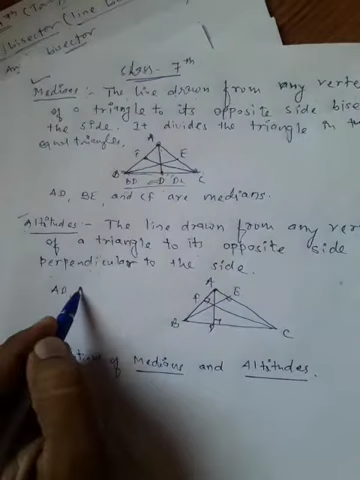 bisector (line bou
bisector
An
Class - 7th
Medians :- The line drawn from any verte
of a triangle to its opposite side bise
the side. It divides the triangle in
equal triangles.
A
F E
B BD D DC C
AD, BE, and CF are medians.
Altitudes :- The line drawn from any ver
of a triangle to its opposite side
perpendicular to the side.
A
AD
F E
B D C
of Medians and Altitudes.